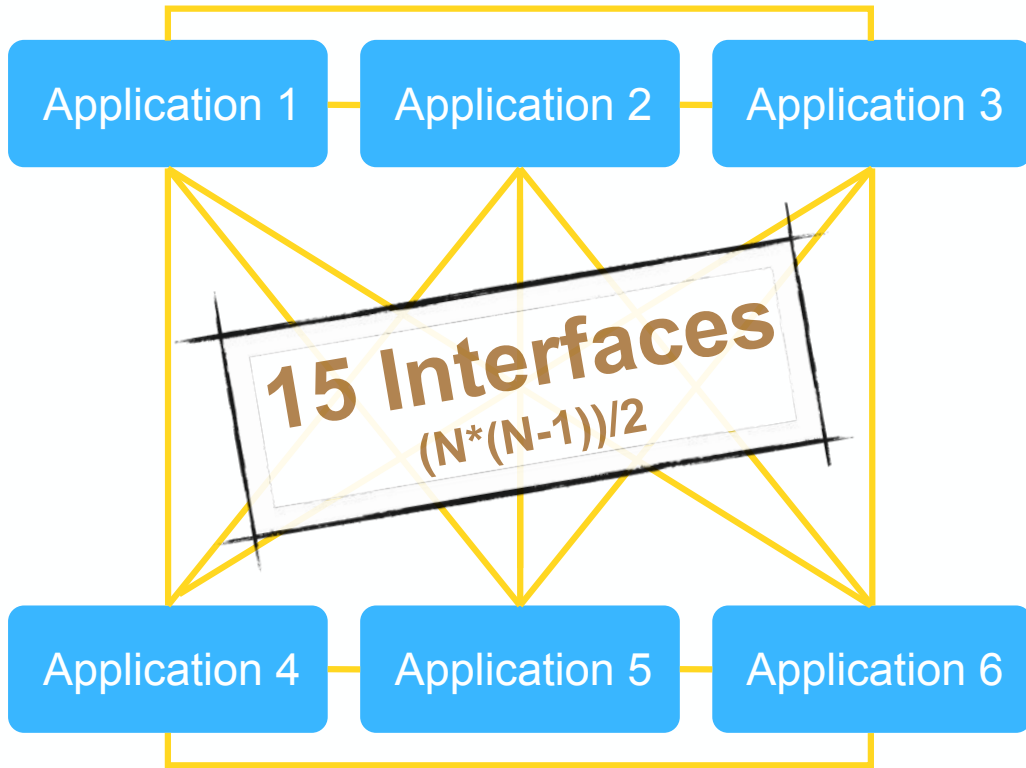 Application 1
Application 2
Application 3
15 Interfaces
(N*(N-1))/2
Application 4
Application 5
Application 6